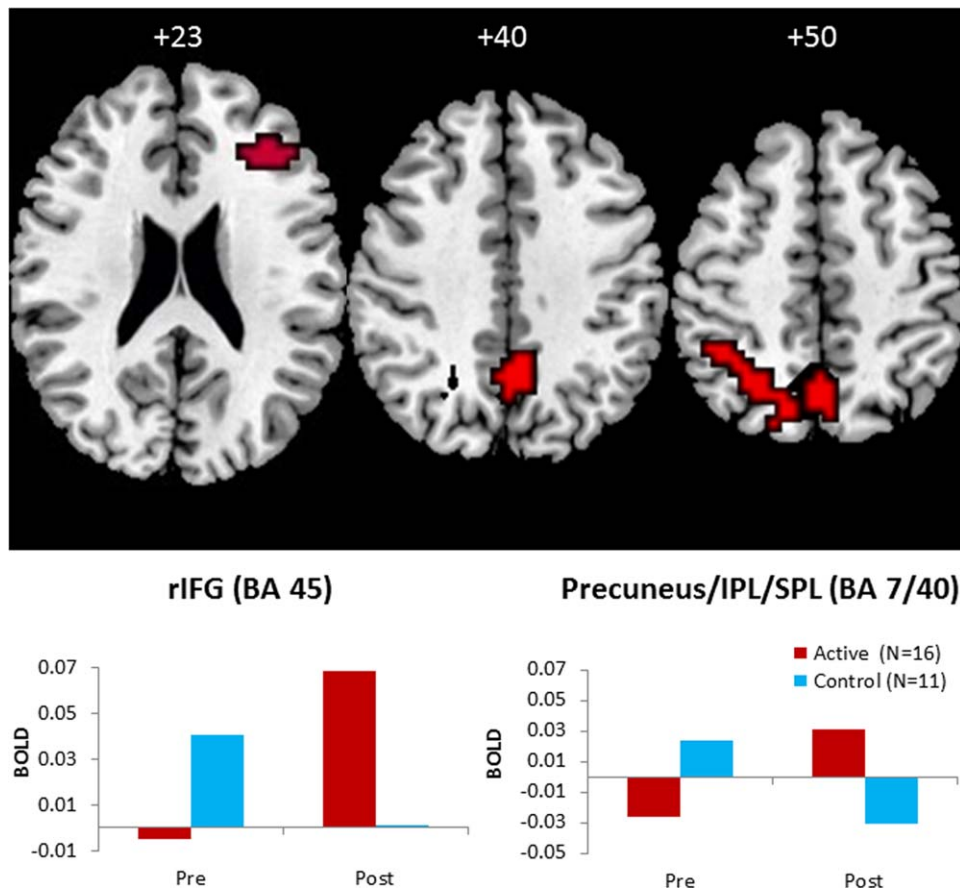 +23 +40 +50
rIFG (BA 45)
0.07
0.05
0.03
0.01
-0.01
BOLD
Pre Post
Precuneus/IPL/SPL (BA 7/40)
Active (N=16)
Control (N=11)
0.07
0.05
0.03
0.01
-0.01
-0.03
-0.05
BOLD
Pre Post